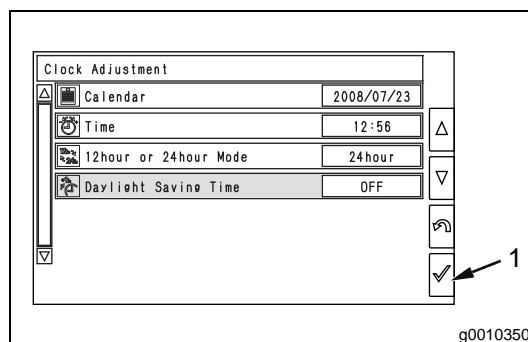 Clock Adjustment
Calendar 2008/07/23
Time 12:56
12hour or 24hour Mode 24hour
Daylight Saving Time OFF
1
g0010350